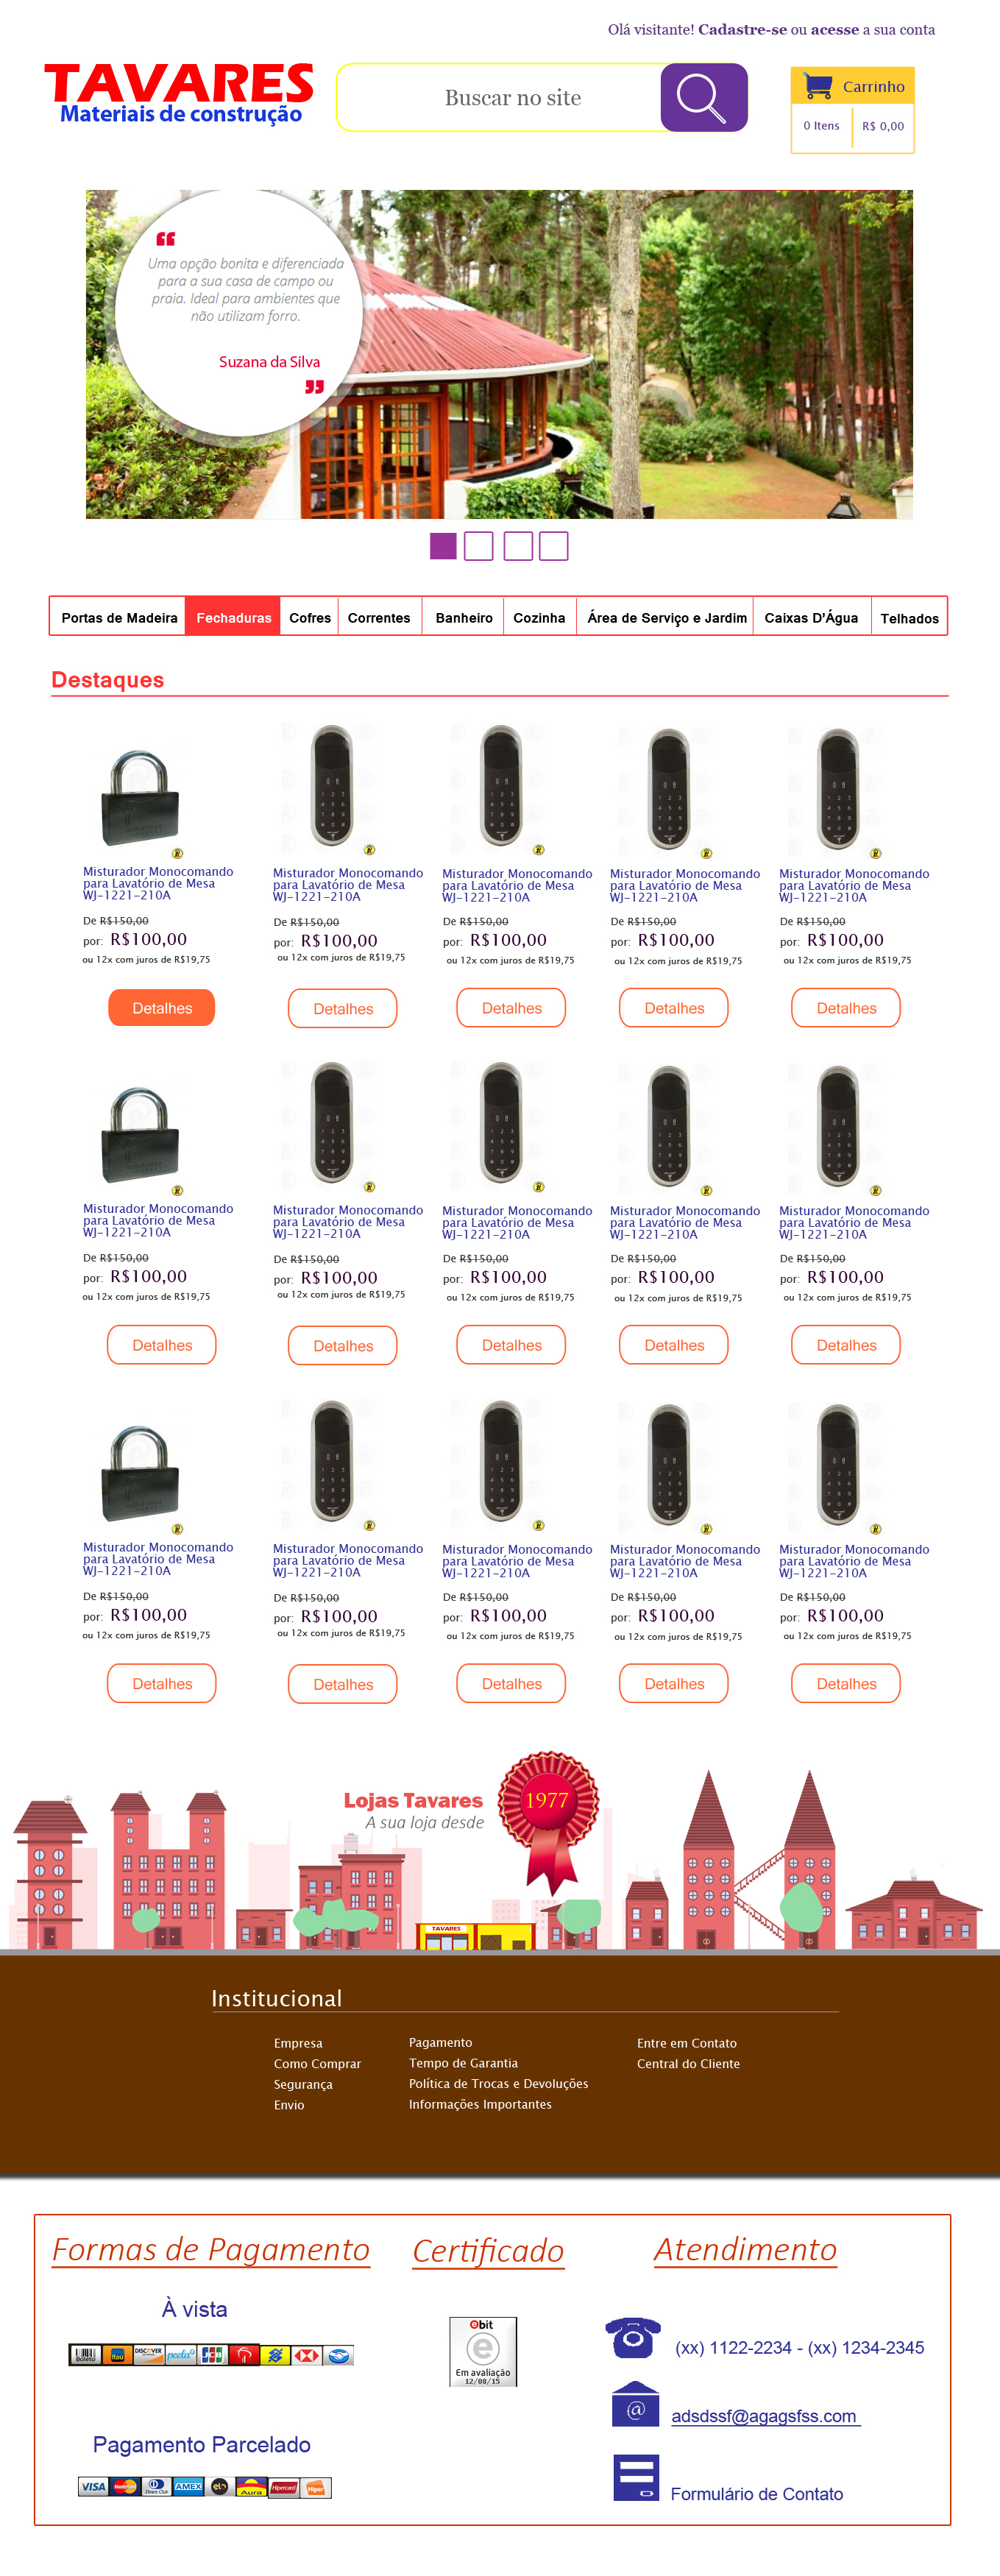 Olá visitante! Cadastre-se ou acesse a sua conta
TAVARES
Materiais de construção
Buscar no site
Carrinho
0 Itens
R$ 0,00
“
Uma opção bonita e diferenciada
para a sua casa de campo ou
praia. Ideal para ambientes que
não utilizam forro.
Suzana da Silva
”
Portas de Madeira Fechaduras Cofres Correntes Banheiro Cozinha Área de Serviço e Jardim Caixas D'Água Telhados
Destaques
Misturador Monocomando
para Lavatório de Mesa
WJ-1221-210A
De R$150,00
por: R$100,00
ou 12x com juros de R$19,75
Detalhes
Misturador Monocomando
para Lavatório de Mesa
WJ-1221-210A
De R$150,00
por: R$100,00
ou 12x com juros de R$19,75
Detalhes
Misturador Monocomando
para Lavatório de Mesa
WJ-1221-210A
De R$150,00
por: R$100,00
ou 12x com juros de R$19,75
Detalhes
Misturador Monocomando
para Lavatório de Mesa
WJ-1221-210A
De R$150,00
por: R$100,00
ou 12x com juros de R$19,75
Detalhes
Misturador Monocomando
para Lavatório de Mesa
WJ-1221-210A
De R$150,00
por: R$100,00
ou 12x com juros de R$19,75
Detalhes
Misturador Monocomando
para Lavatório de Mesa
WJ-1221-210A
De R$150,00
por: R$100,00
ou 12x com juros de R$19,75
Detalhes
Misturador Monocomando
para Lavatório de Mesa
WJ-1221-210A
De R$150,00
por: R$100,00
ou 12x com juros de R$19,75
Detalhes
Misturador Monocomando
para Lavatório de Mesa
WJ-1221-210A
De R$150,00
por: R$100,00
ou 12x com juros de R$19,75
Detalhes
Misturador Monocomando
para Lavatório de Mesa
WJ-1221-210A
De R$150,00
por: R$100,00
ou 12x com juros de R$19,75
Detalhes
Misturador Monocomando
para Lavatório de Mesa
WJ-1221-210A
De R$150,00
por: R$100,00
ou 12x com juros de R$19,75
Detalhes
Misturador Monocomando
para Lavatório de Mesa
WJ-1221-210A
De R$150,00
por: R$100,00
ou 12x com juros de R$19,75
Detalhes
Misturador Monocomando
para Lavatório de Mesa
WJ-1221-210A
De R$150,00
por: R$100,00
ou 12x com juros de R$19,75
Detalhes
Misturador Monocomando
para Lavatório de Mesa
WJ-1221-210A
De R$150,00
por: R$100,00
ou 12x com juros de R$19,75
Detalhes
Misturador Monocomando
para Lavatório de Mesa
WJ-1221-210A
De R$150,00
por: R$100,00
ou 12x com juros de R$19,75
Detalhes
Misturador Monocomando
para Lavatório de Mesa
WJ-1221-210A
De R$150,00
por: R$100,00
ou 12x com juros de R$19,75
Detalhes
Lojas Tavares
A sua loja desde
1977
TAVARES
Institucional
Empresa
Como Comprar
Segurança
Envio
Pagamento
Tempo de Garantia
Política de Trocas e Devoluções
Informações Importantes
Entre em Contato
Central do Cliente
Formas de Pagamento
À vista
Boleto Itaú DISCOVER peela JCB
Pagamento Parcelado
VISA MasterCard Diners Club AMEX elo Aura Hipercard Hiper
Certificado
ebit
e
Em avaliação
12/08/15
Atendimento
(xx) 1122-2234 - (xx) 1234-2345
@
adsdssf@agagsfss.com
Formulário de Contato